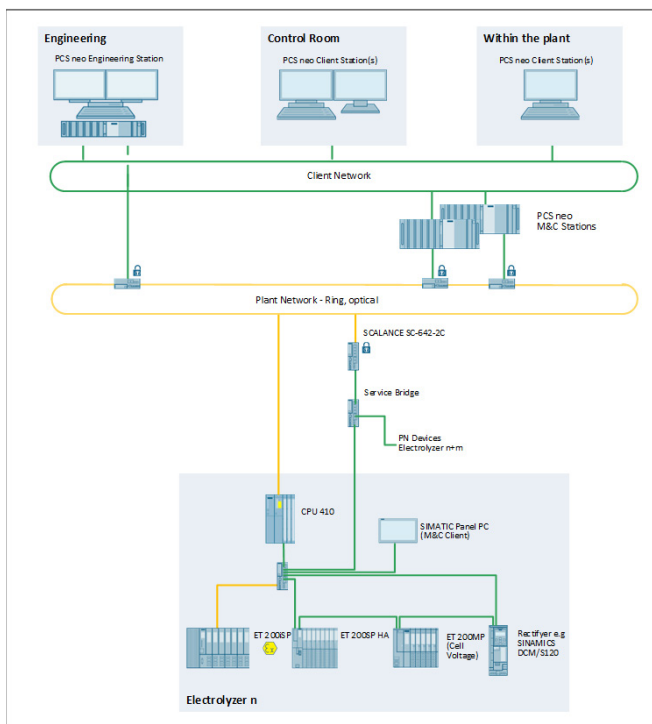 Engineering
PCS neo Engineering Station
Control Room
PCS neo Client Station(s)
Within the plant
PCS neo Client Station(s)
Client Network
PCS neo
M&C Stations
Plant Network - Ring, optical
SCALANCE SC-642-2C
Service Bridge
PN Devices
Electrolyzer n+m
CPU 410
SIMATIC Panel PC
(M&C Client)
ET 200iSP
εx
ET 200SP HA
ET 200MP
(Cell
Voltage)
Rectifyer e.g
SINAMICS
DCM/S120
Electrolyzer n